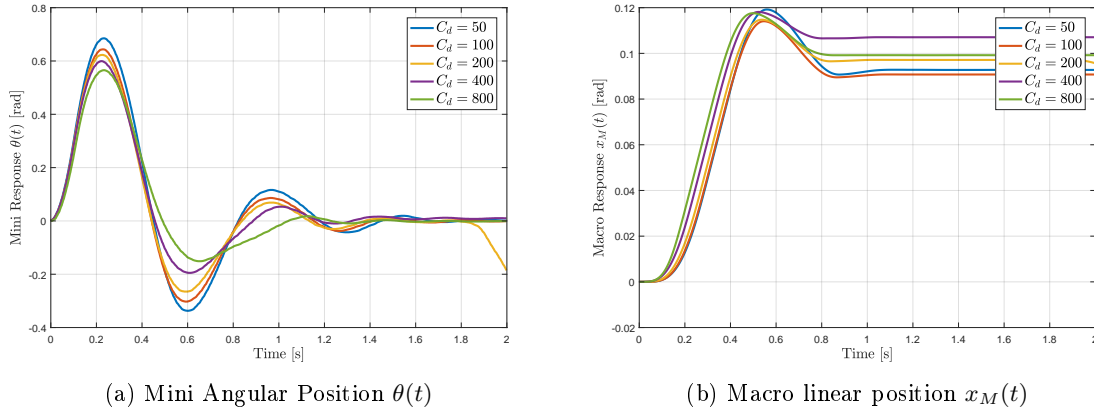 0.8
0.6
0.4
0.2
0
-0.2
-0.4
Mini Response θ(t) [rad]
0 0.2 0.4 0.6 0.8 1 1.2 1.4 1.6 1.8 2
Time [s]
C_d = 50
C_d = 100
C_d = 200
C_d = 400
C_d = 800
(a) Mini Angular Position θ(t)
0.12
0.1
0.08
0.06
0.04
0.02
0
-0.02
Macro Response x_M(t) [rad]
0 0.2 0.4 0.6 0.8 1 1.2 1.4 1.6 1.8 2
Time [s]
C_d = 50
C_d = 100
C_d = 200
C_d = 400
C_d = 800
(b) Macro linear position x_M(t)